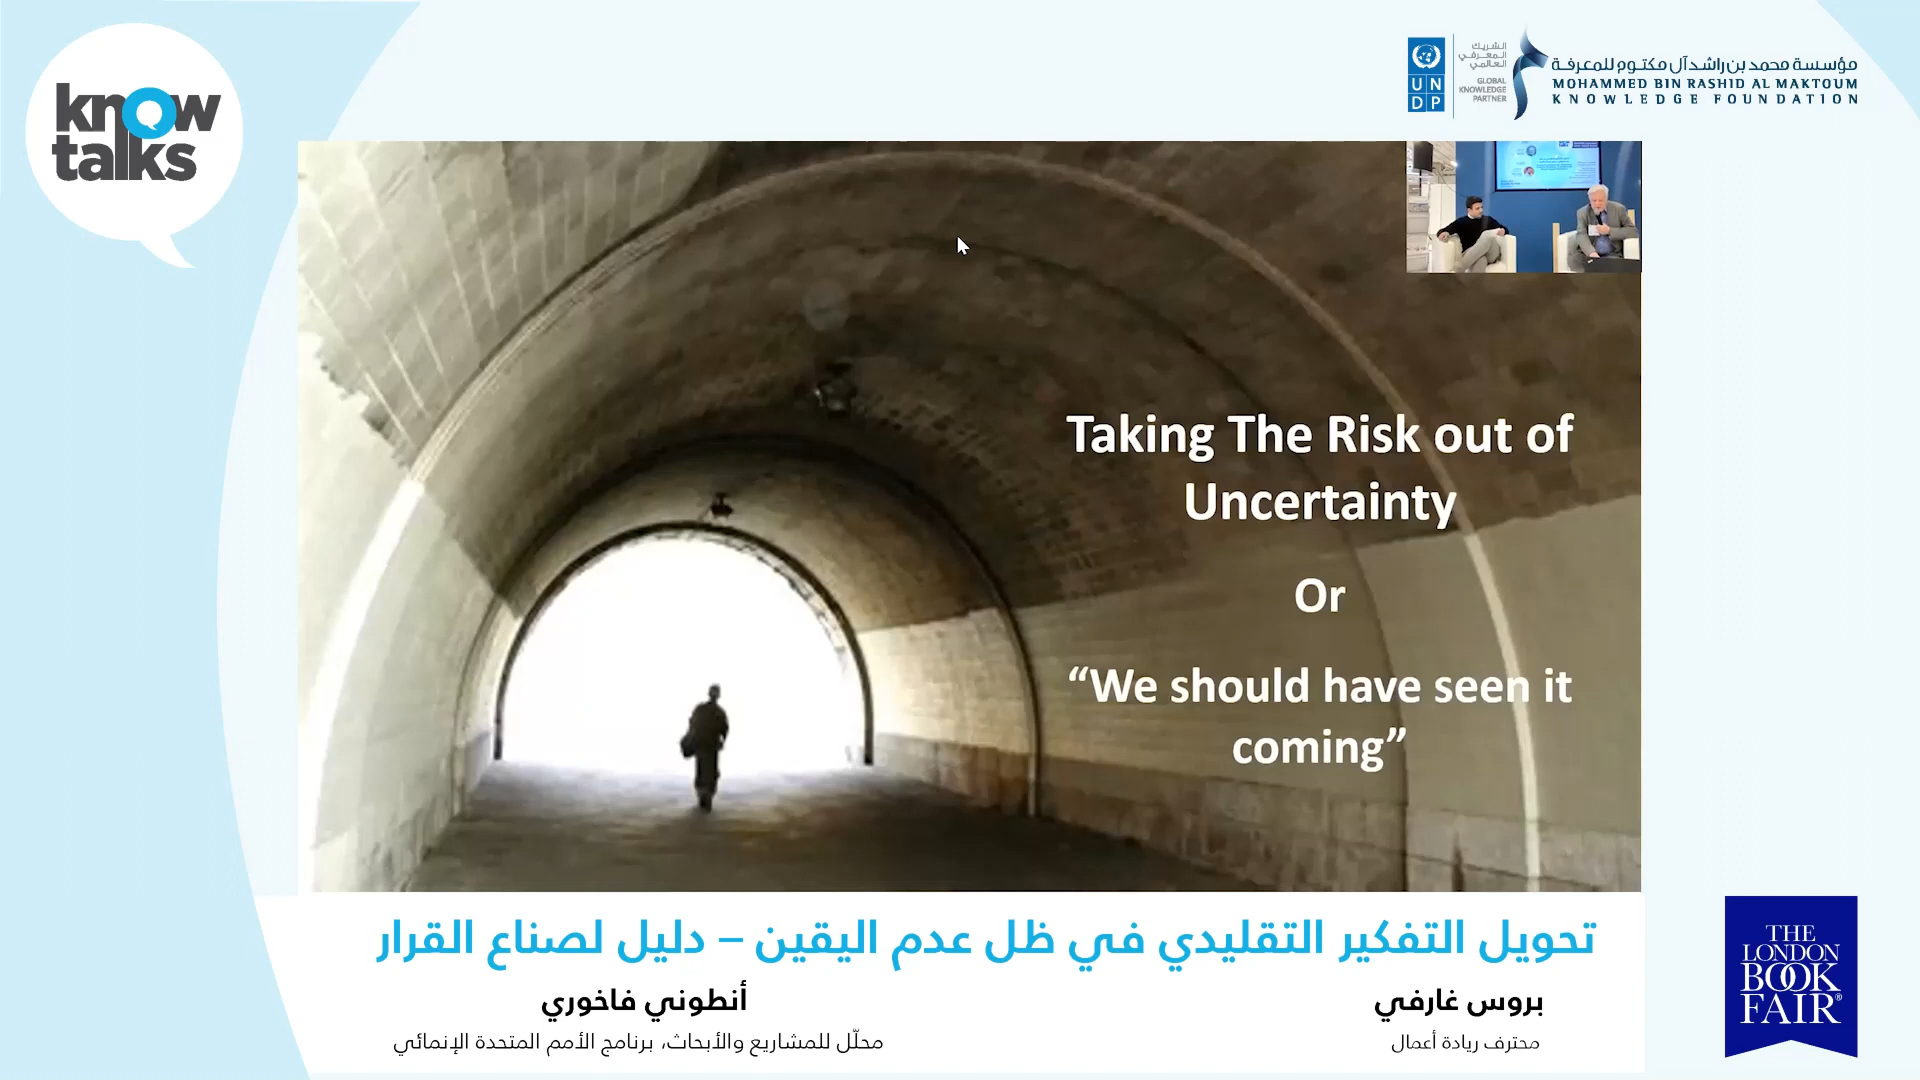 know
talks
UN
DP
الشريك
المعرفي
العالمي
GLOBAL
KNOWLEDGE
PARTNER
مؤسسة محمد بن راشد آل مكتوم للمعرفة
MOHAMMED BIN RASHID AL MAKTOUM
KNOWLEDGE FOUNDATION
Taking The Risk out of
Uncertainty
Or
“We should have seen it
coming”
تحويل التفكير التقليدي في ظل عدم اليقين – دليل لصناع القرار
بروس غارفي
محترف ريادة أعمال
أنطوني فاخوري
محلّل للمشاريع والأبحاث، برنامج الأمم المتحدة الإنمائي
THE
LONDON
BOOK
FAIR®